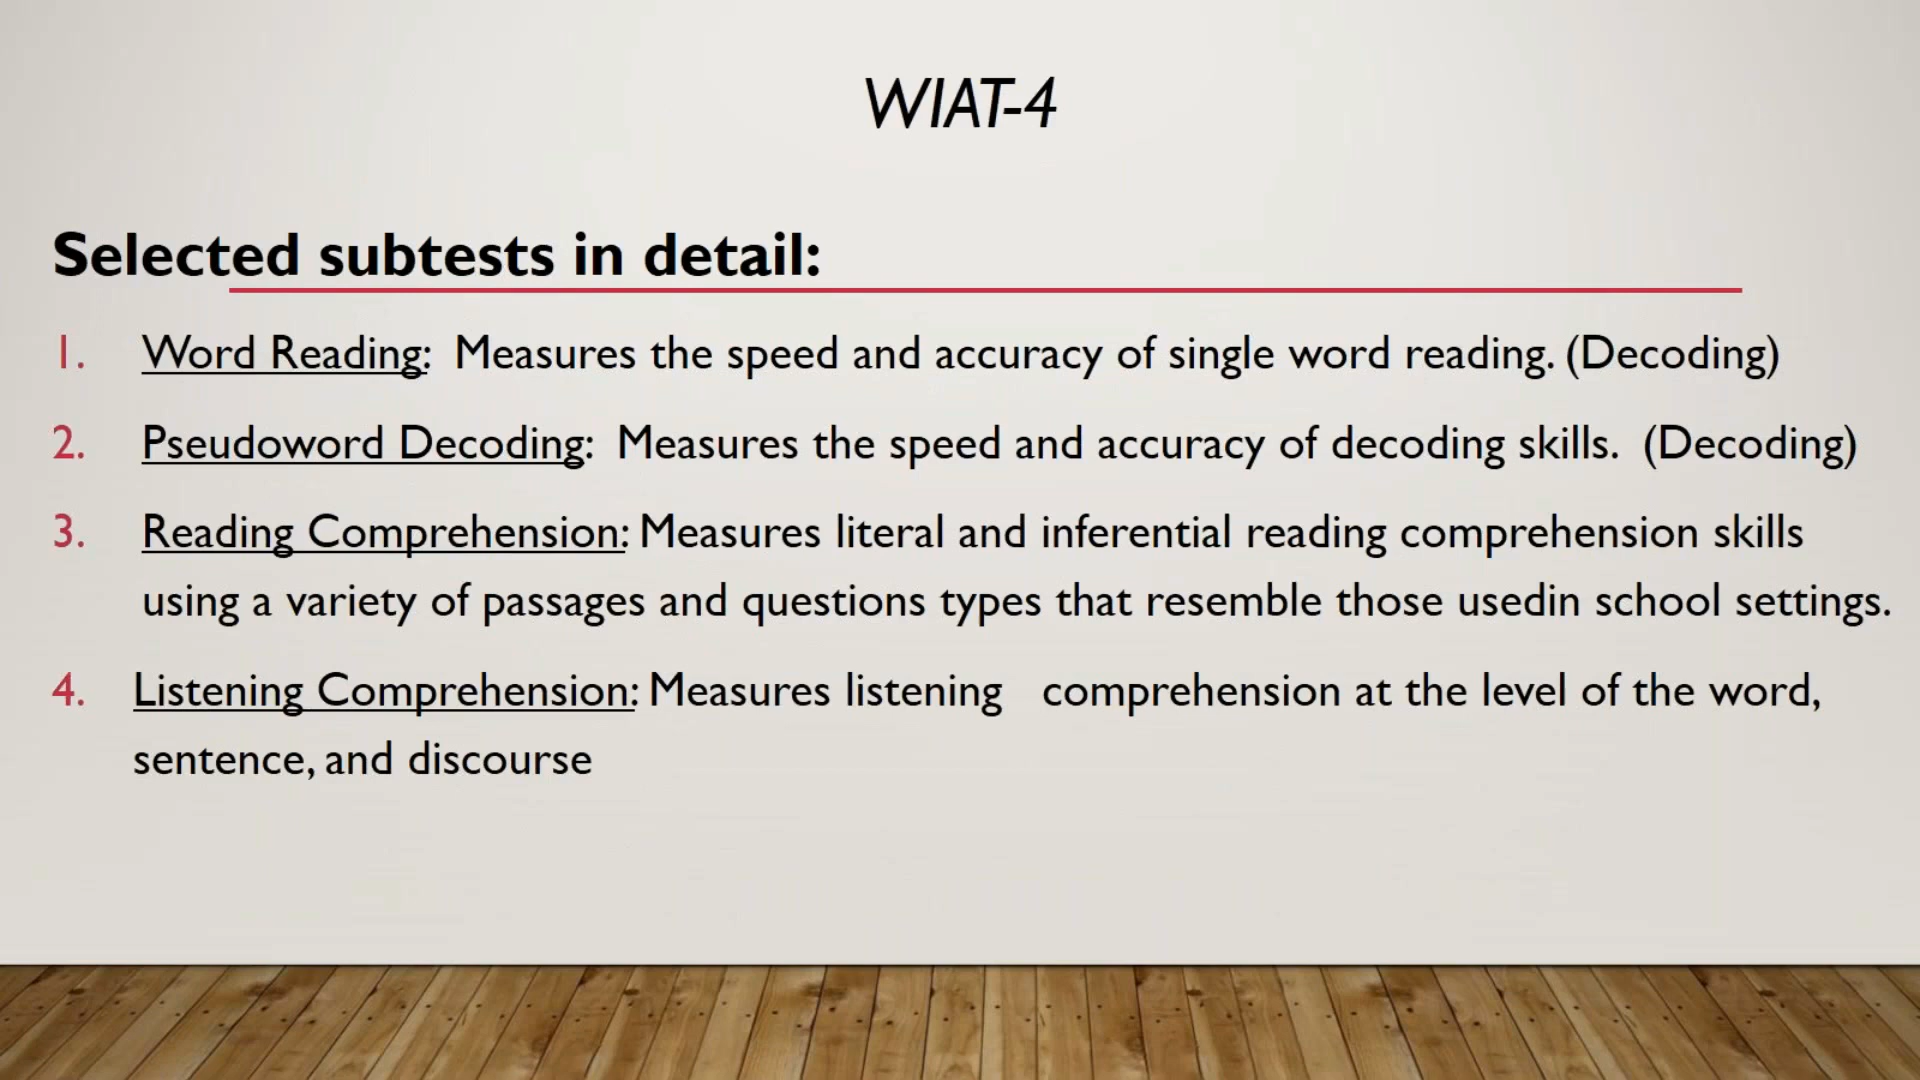 WIAT-4
Selected subtests in detail:
1. Word Reading: Measures the speed and accuracy of single word reading. (Decoding)
2. Pseudoword Decoding: Measures the speed and accuracy of decoding skills. (Decoding)
3. Reading Comprehension: Measures literal and inferential reading comprehension skills
using a variety of passages and questions types that resemble those usedin school settings.
4. Listening Comprehension: Measures listening comprehension at the level of the word,
sentence, and discourse